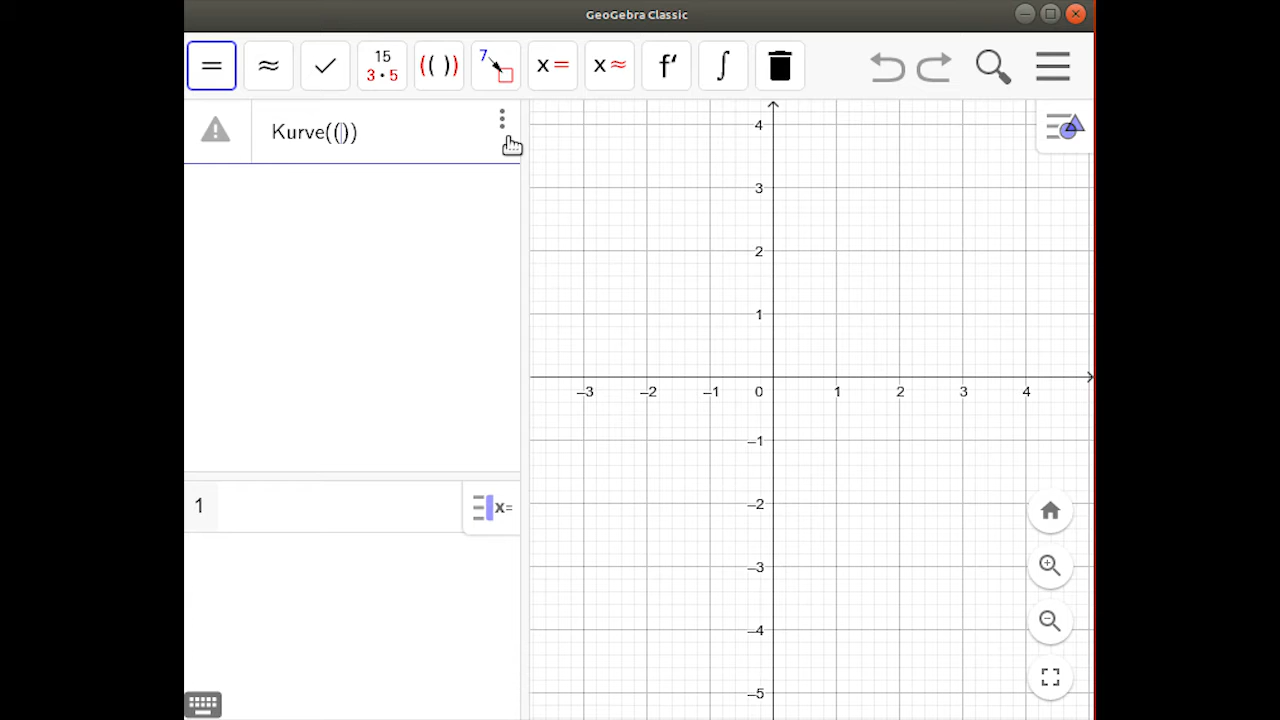 GeoGebra Classic
= ≈ ✓ 15 3·5 (( )) 7 x= x≈ f' ∫
Kurve(())
1
x=
4
3
2
1
–3 –2 –1 0 1 2 3 4
–1
–2
–3
–4
–5